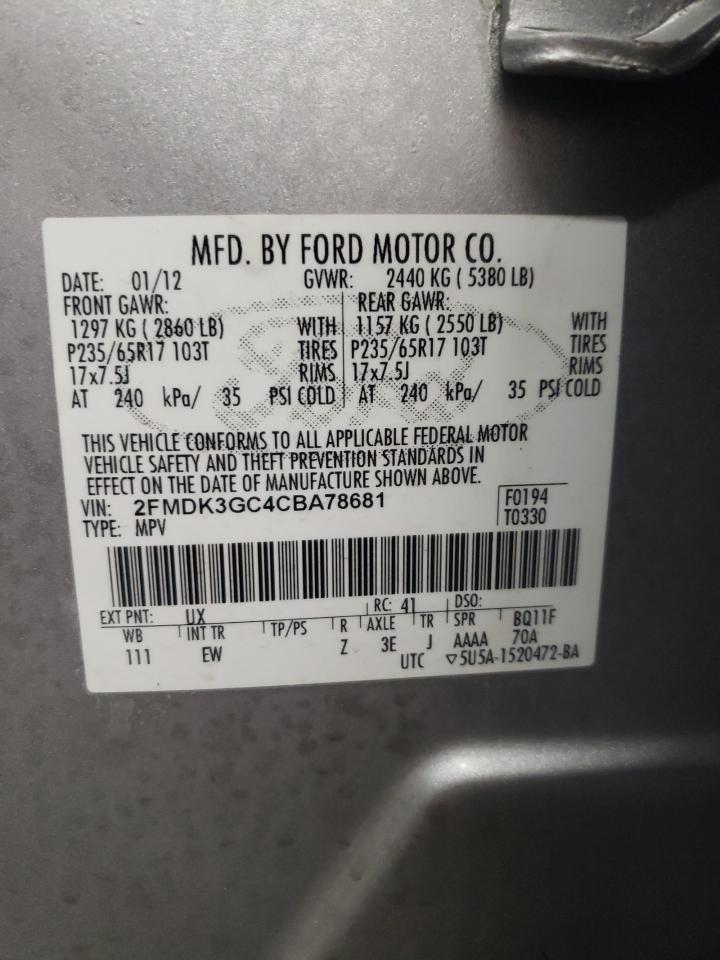 MFD. BY FORD MOTOR CO.
DATE: 01/12 GVWR: 2440 KG ( 5380 LB)
FRONT GAWR: REAR GAWR:
1297 KG ( 2860 LB) WITH 1157 KG ( 2550 LB) WITH
P235/65R17 103T TIRES P235/65R17 103T TIRES
17x7.5J RIMS 17x7.5J RIMS
AT 240 kPa/ 35 PSI COLD AT 240 kPa/ 35 PSI COLD
THIS VEHICLE CONFORMS TO ALL APPLICABLE FEDERAL MOTOR
VEHICLE SAFETY AND THEFT PREVENTION STANDARDS IN
EFFECT ON THE DATE OF MANUFACTURE SHOWN ABOVE.
VIN: 2FMDK3GC4CBA78681 F0194
TYPE: MPV T0330
EXT PNT: UX RC: 41 DSO:
WB INT TR TP/PS R AXLE TR SPR BQ11F
111 EW Z 3E J AAAA 70A
UTC ▽5U5A-1520472-BA